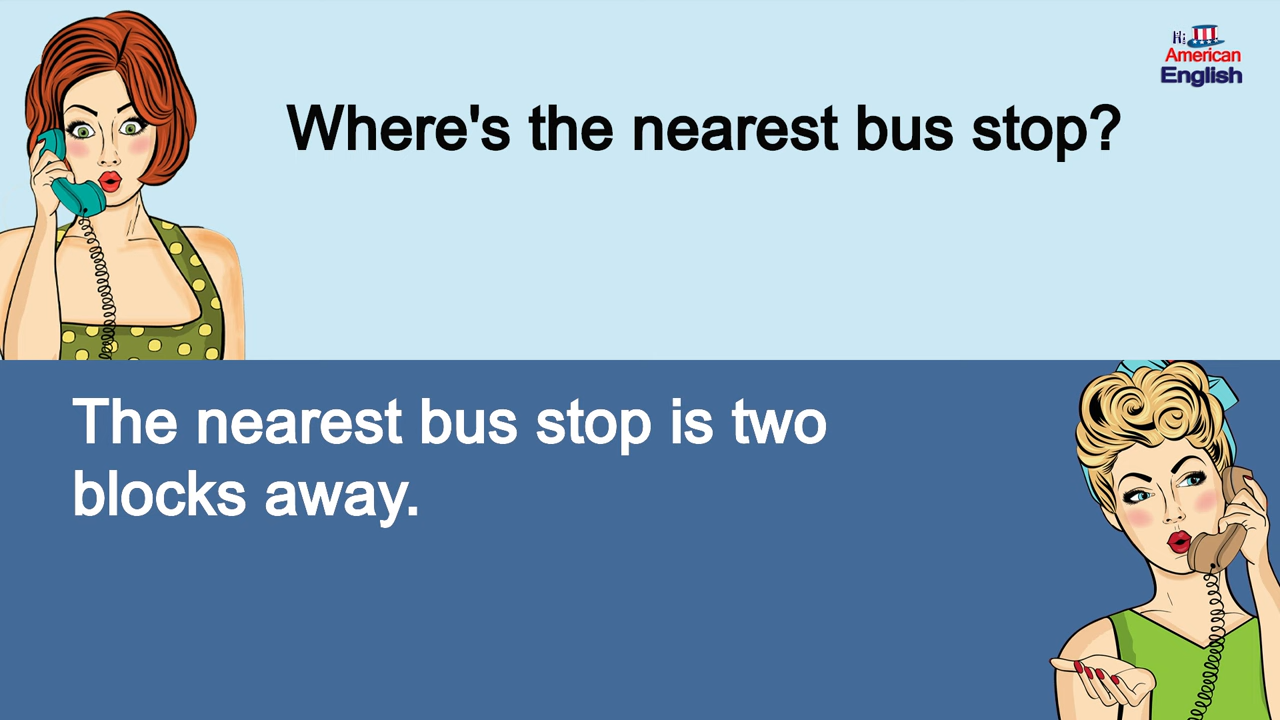 Hi
American
English
Where's the nearest bus stop?
The nearest bus stop is two
blocks away.